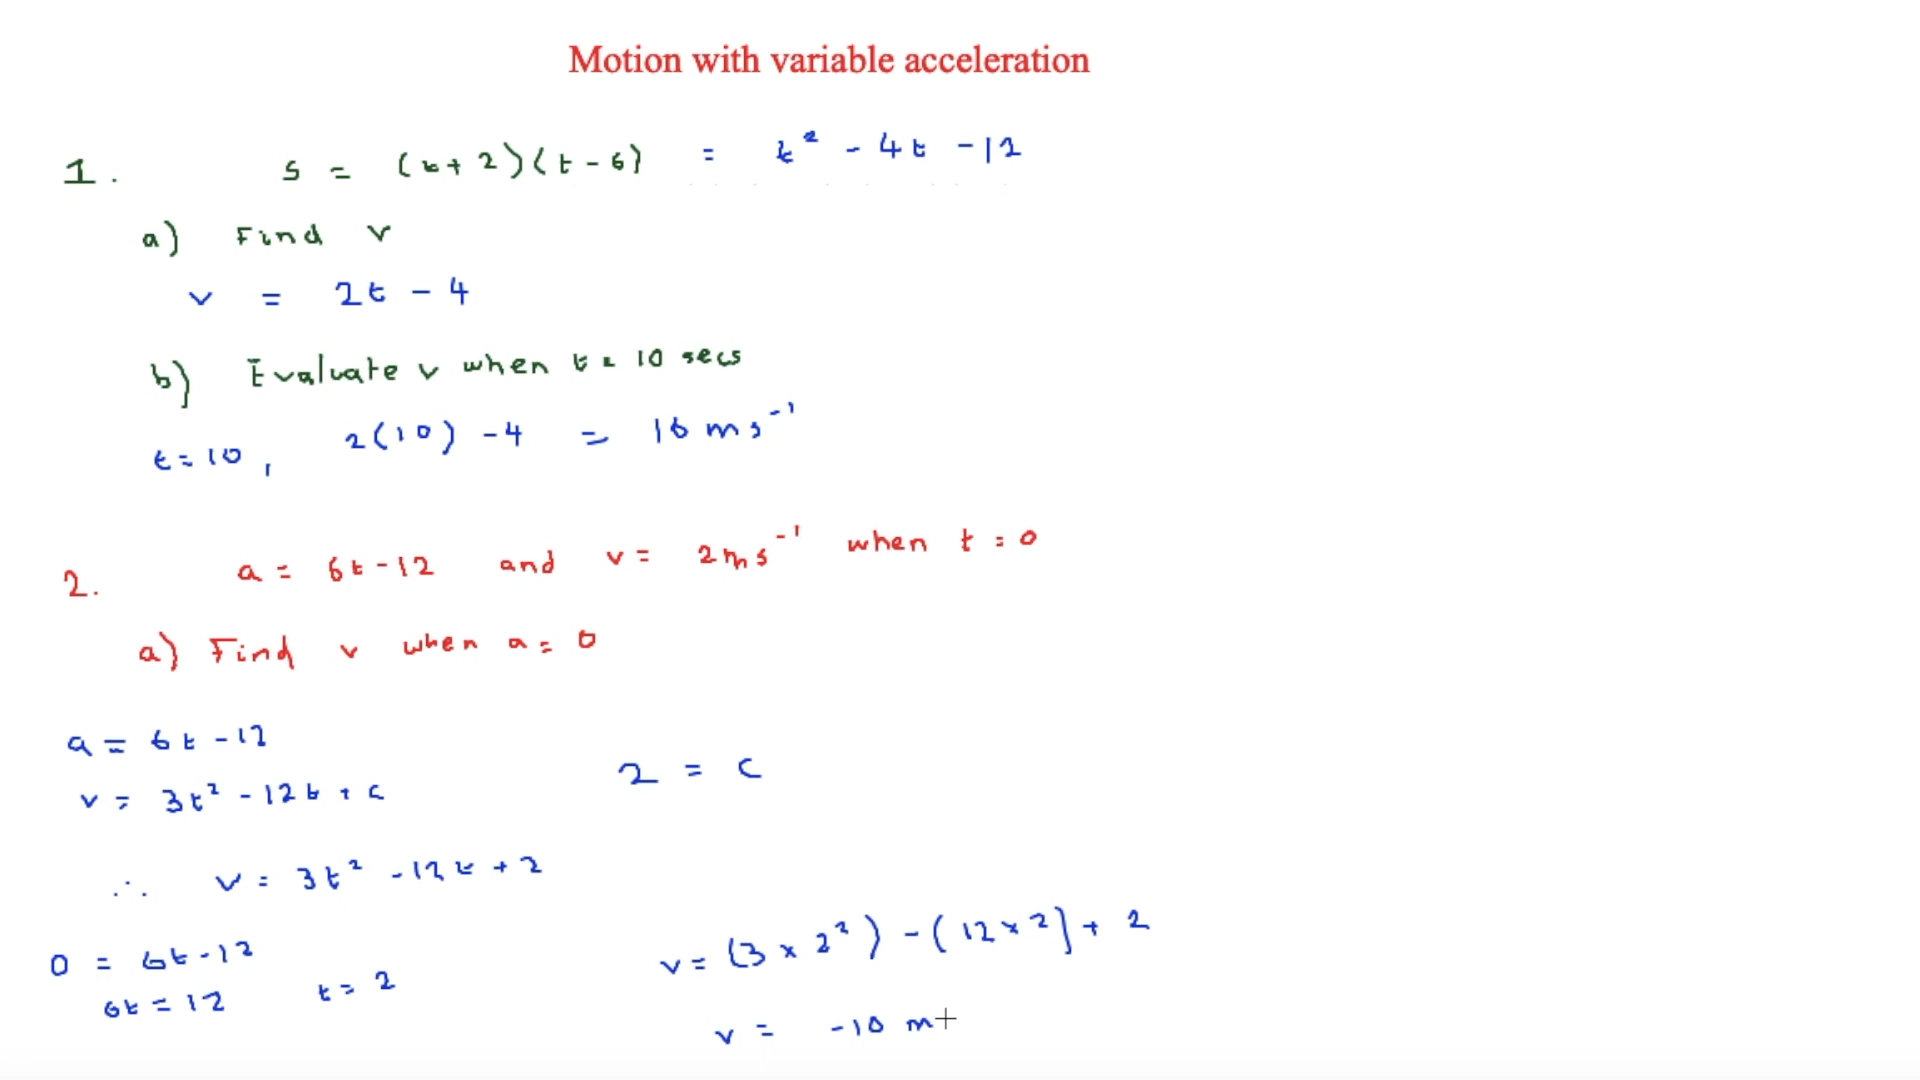 Motion with variable acceleration
1. s = (t+2)(t-6) = t² - 4t - 12
a) Find v
v = 2t - 4
b) Evaluate v when t = 10 secs
t = 10, 2(10) - 4 = 16 ms⁻¹
2. a = 6t - 12 and v = 2ms⁻¹ when t = 0
a) Find v when a = 0
a = 6t - 12
v = 3t² - 12t + c
2 = c
∴ v = 3t² - 12t + 2
0 = 6t - 12
6t = 12 t = 2
v = (3 × 2²) - (12 × 2) + 2
v = -10 m